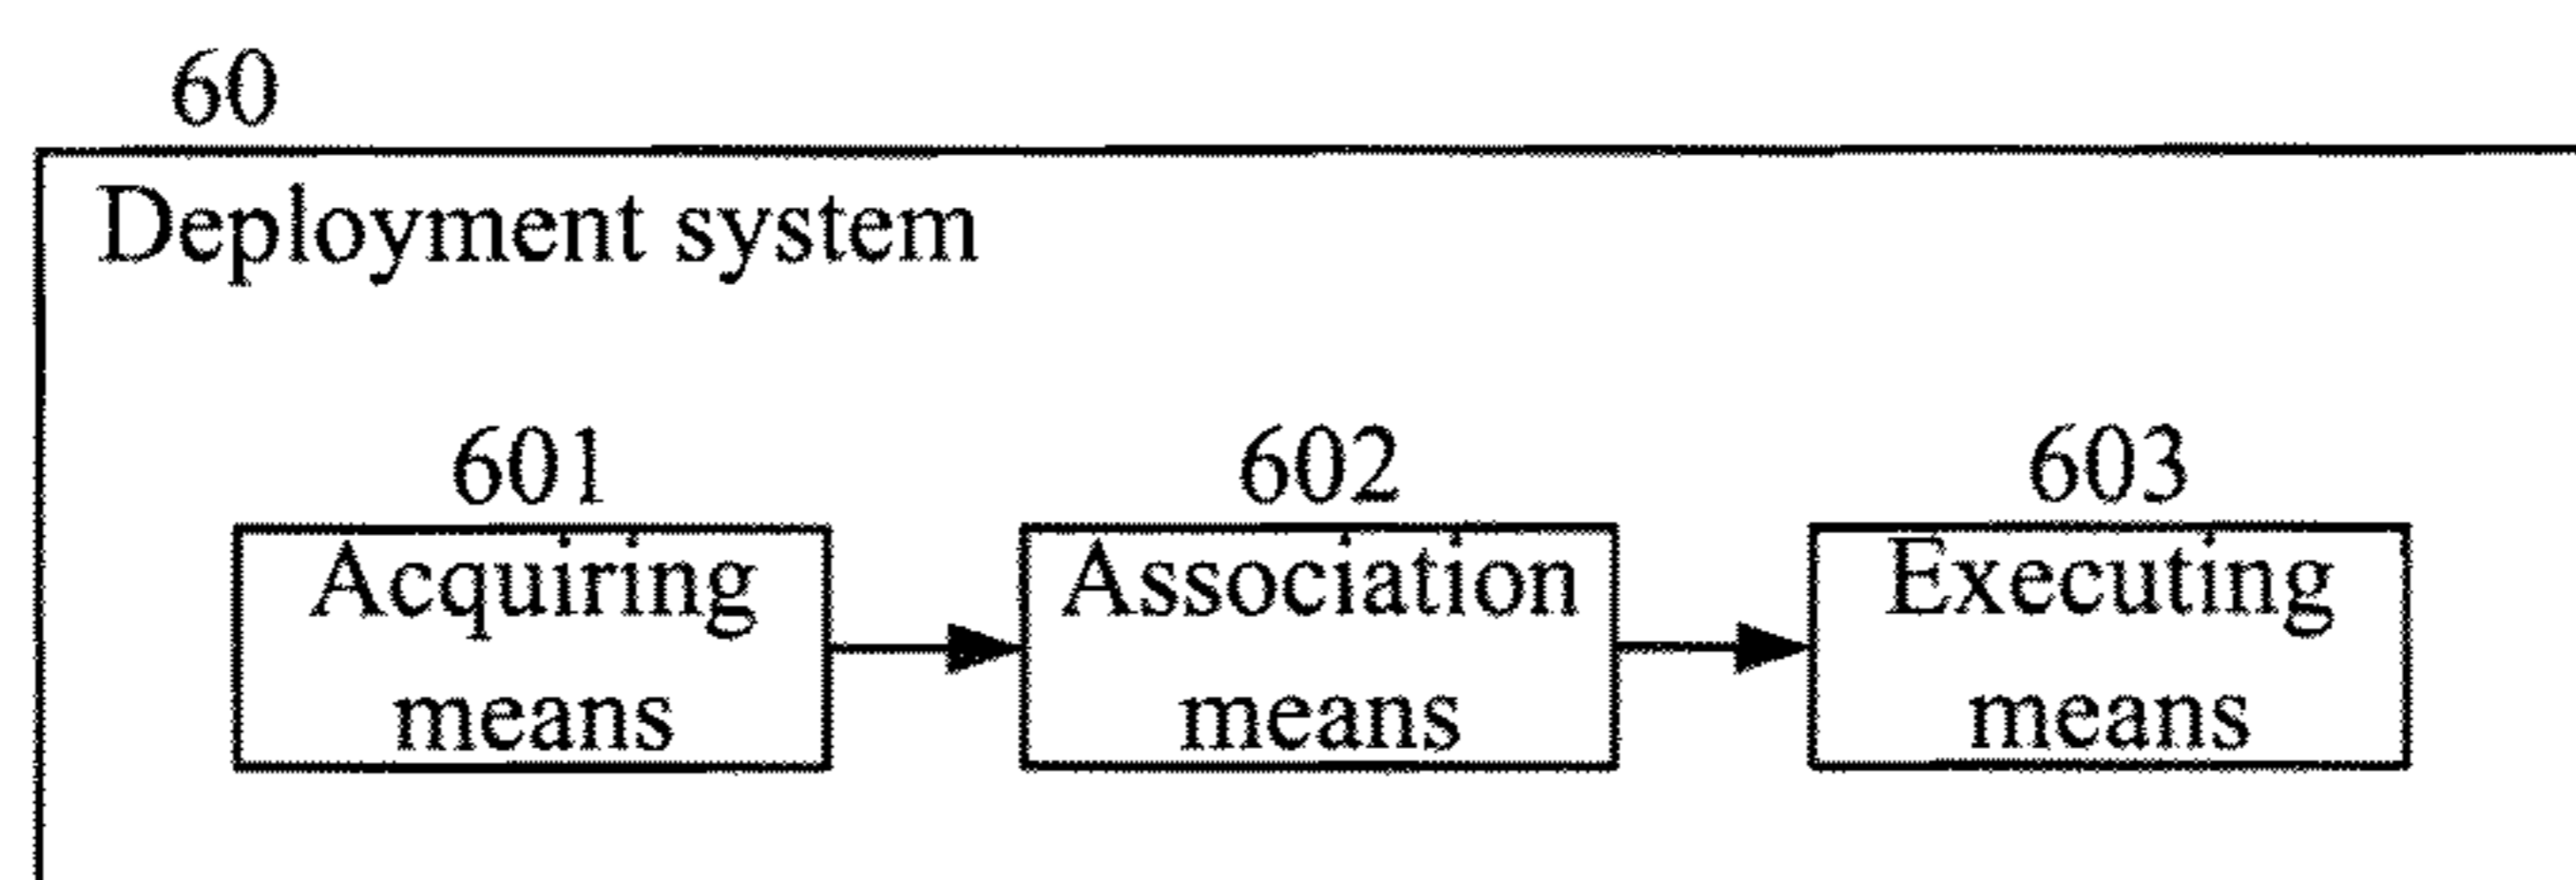 60
Deployment system
601
602
603
Acquiring
means
Association
means
Executing
means